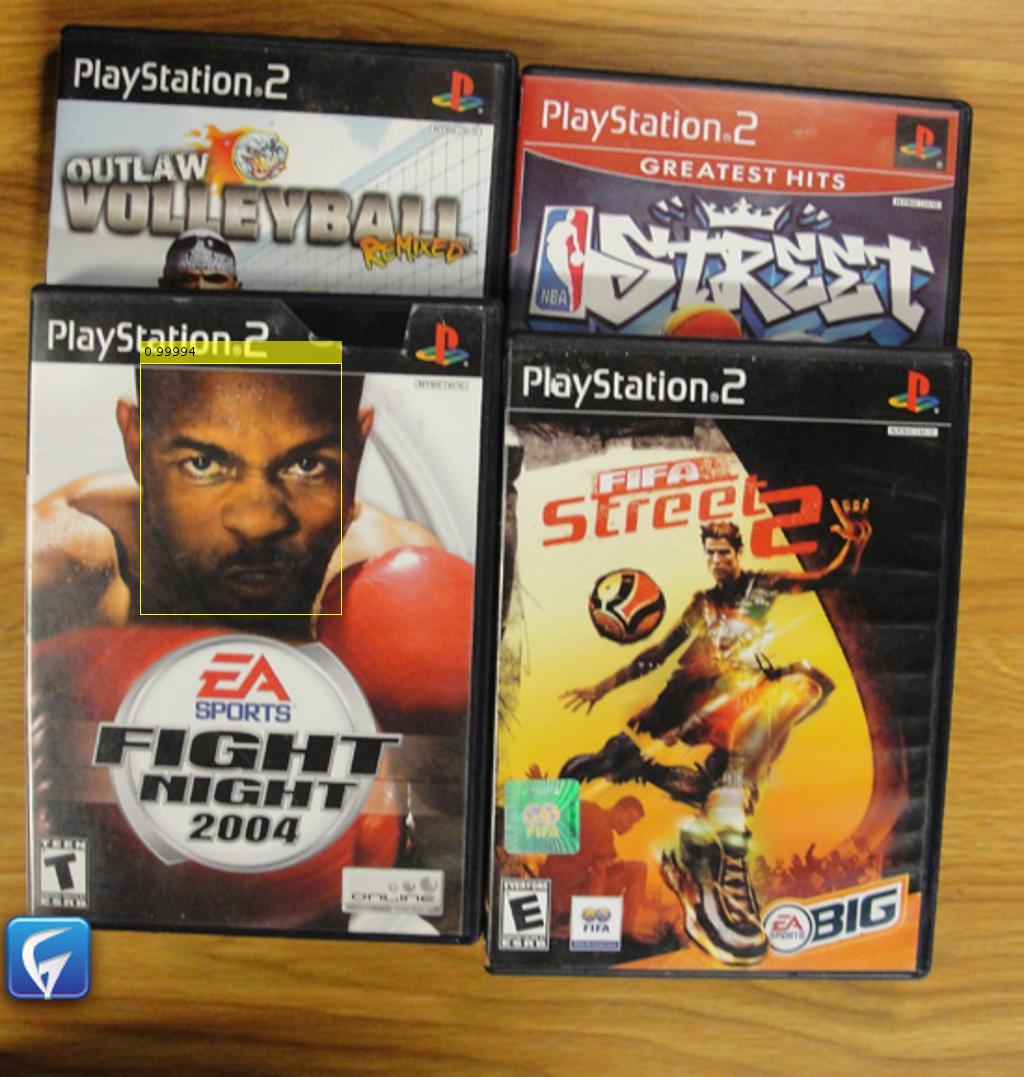 PlayStation.2
OUTLAW
VOLLEYBALL
REMIXED
PlayStation.2
GREATEST HITS
NBA
STREET
PlayStation.2
0.99994
EA
SPORTS
FIGHT
NIGHT
2004
TEEN
T
ESRB
ONLINE
PlayStation.2
FIFA
Street 2
FIFA
EVERYONE
E
ESRB
FIFA
EA
SPORTS
BIG